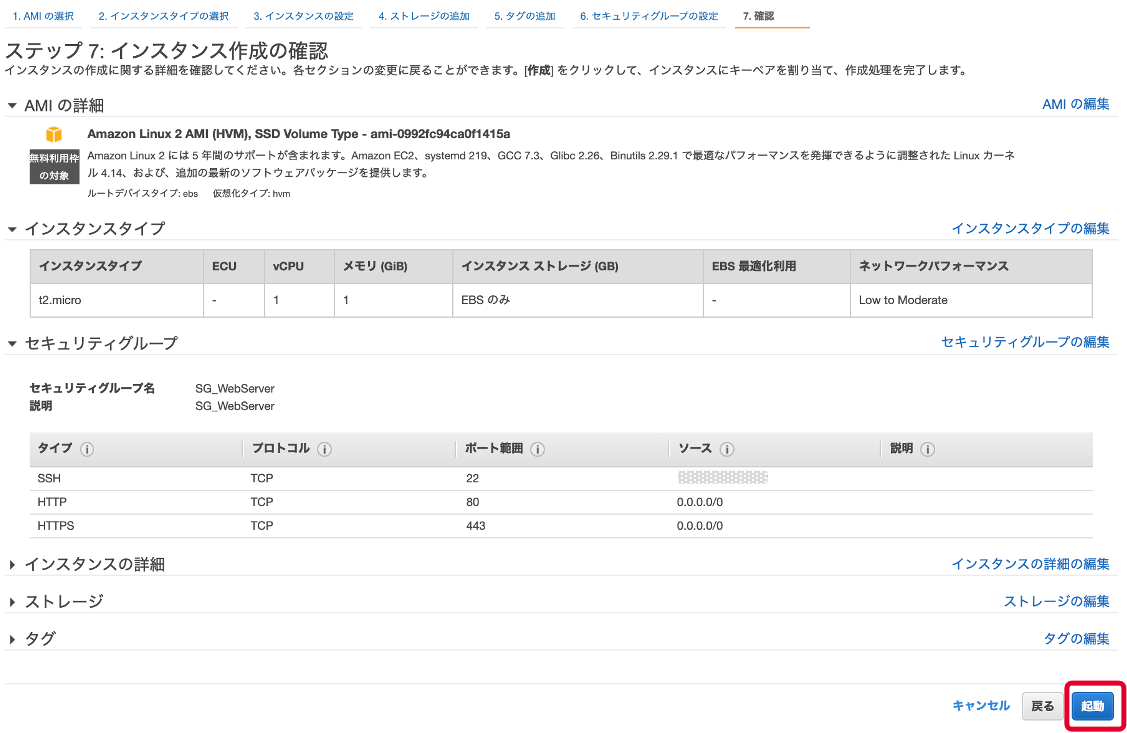 1. AMI の選択 2. インスタンスタイプの選択 3. インスタンスの設定 4. ストレージの追加 5. タグの追加 6. セキュリティグループの設定 7. 確認
ステップ 7: インスタンス作成の確認
インスタンスの作成に関する詳細を確認してください。各セクションの変更に戻ることができます。[作成] をクリックして、インスタンスにキーペアを割り当て、作成処理を完了します。
AMI の詳細 AMI の編集
Amazon Linux 2 AMI (HVM), SSD Volume Type - ami-0992fc94ca0f1415a
無料利用枠
の対象
Amazon Linux 2 には 5 年間のサポートが含まれます。Amazon EC2、systemd 219、GCC 7.3、Glibc 2.26、Binutils 2.29.1 で最適なパフォーマンスを発揮できるように調整された Linux カーネ
ル 4.14、および、追加の最新のソフトウェアパッケージを提供します。
ルートデバイスタイプ: ebs 仮想化タイプ: hvm
インスタンスタイプ インスタンスタイプの編集
インスタンスタイプ ECU vCPU メモリ (GiB) インスタンス ストレージ (GB) EBS 最適化利用 ネットワークパフォーマンス
t2.micro - 1 1 EBS のみ - Low to Moderate
セキュリティグループ セキュリティグループの編集
セキュリティグループ名 SG_WebServer
説明 SG_WebServer
タイプ プロトコル ポート範囲 ソース 説明
SSH TCP 22
HTTP TCP 80 0.0.0.0/0
HTTPS TCP 443 0.0.0.0/0
インスタンスの詳細 インスタンスの詳細の編集
ストレージ ストレージの編集
タグ タグの編集
キャンセル 戻る 起動